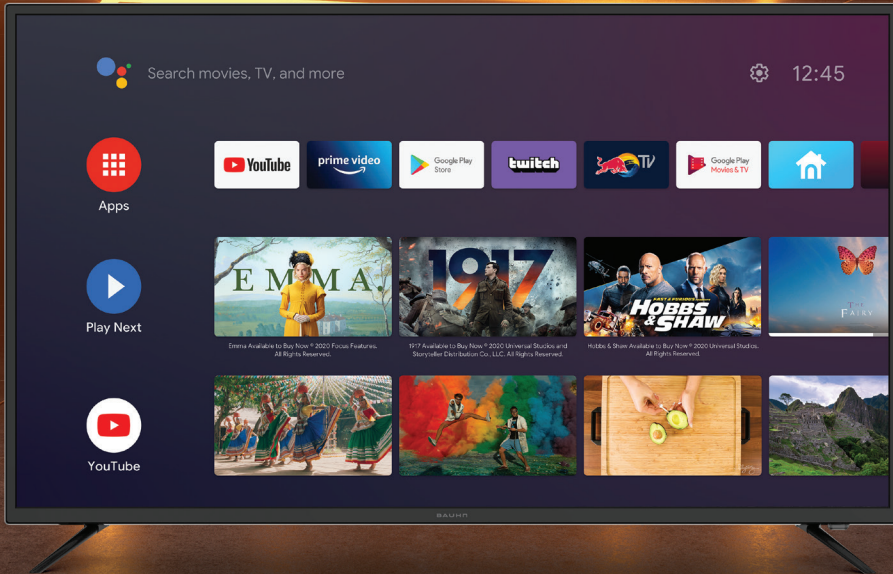 Search movies, TV, and more
12:45
Apps
YouTube
prime video
Google Play
Store
twitch
TV
Google Play
Movies & TV
Play Next
EMMA.
1917
FAST & FURIOUS
HOBBS
& SHAW
THE
FAIRY
Emma Available to Buy Now © 2020 Focus Features.
All Rights Reserved.
1917 Available to Buy Now © 2020 Universal Studios and
Storyteller Distribution Co., LLC. All Rights Reserved.
Hobbs & Shaw Available to Buy Now © 2020 Universal Studios.
All Rights Reserved.
YouTube
BAUHN